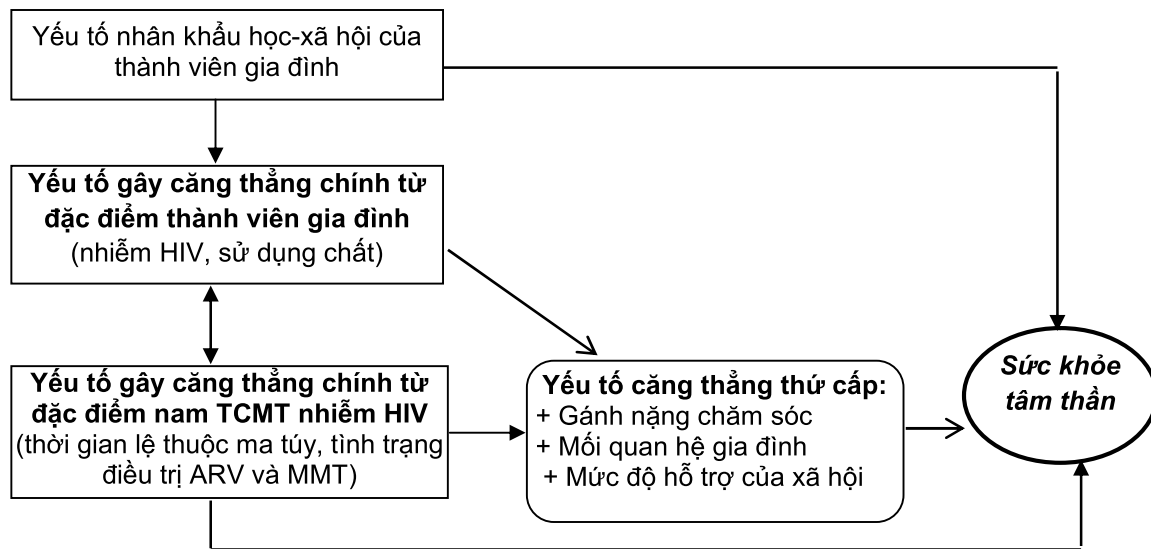 Yếu tố nhân khẩu học-xã hội của
thành viên gia đình
Yếu tố gây căng thẳng chính từ
đặc điểm thành viên gia đình
(nhiễm HIV, sử dụng chất)
Yếu tố gây căng thẳng chính từ
đặc điểm nam TCMT nhiễm HIV
(thời gian lệ thuộc ma túy, tình trạng
điều trị ARV và MMT)
Yếu tố căng thẳng thứ cấp:
+ Gánh nặng chăm sóc
+ Mối quan hệ gia đình
+ Mức độ hỗ trợ của xã hội
Sức khỏe
tâm thần